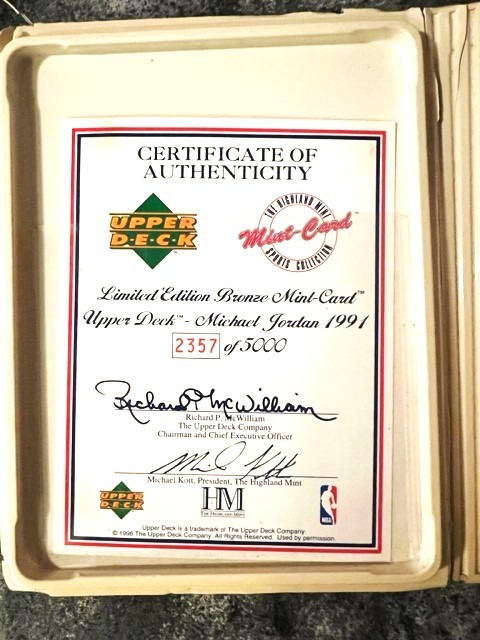 CERTIFICATE OF
AUTHENTICITY
UPPER
D·E·C·K
THE HIGHLAND MINT
Mint-Card™
SPORTS COLLECTION
Limited Edition Bronze Mint-Card™
Upper Deck™ - Michael Jordan 1991
2357 of 5000
Richard P. McWilliam
Richard P. McWilliam
The Upper Deck Company
Chairman and Chief Executive Officer
Michael Kott, President, The Highland Mint
UPPER
D·E·C·K
HM
THE HIGHLAND MINT
NBA
Upper Deck is a trademark of The Upper Deck Company.
© 1996 The Upper Deck Company. All Rights Reserved. Used by permission.